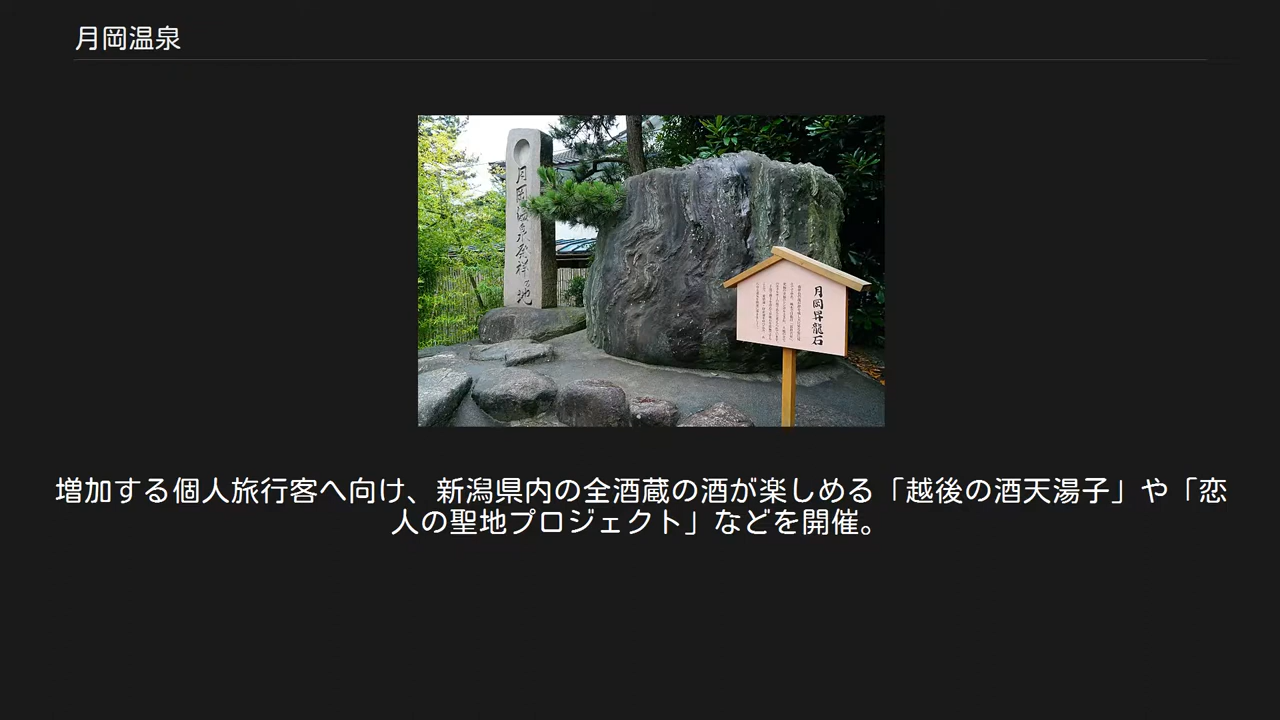 月岡温泉
月岡温泉発祥の地
月岡昇龍石
増加する個人旅行客へ向け、新潟県内の全酒蔵の酒が楽しめる「越後の酒天湯子」や「恋
人の聖地プロジェクト」などを開催。